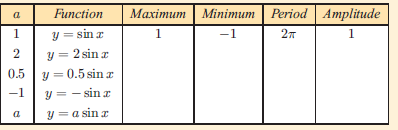 a Function Maximum Minimum Period Amplitude
1 y = sin x 1 −1 2π 1
2 y = 2 sin x
0.5 y = 0.5 sin x
−1 y = − sin x
a y = a sin x